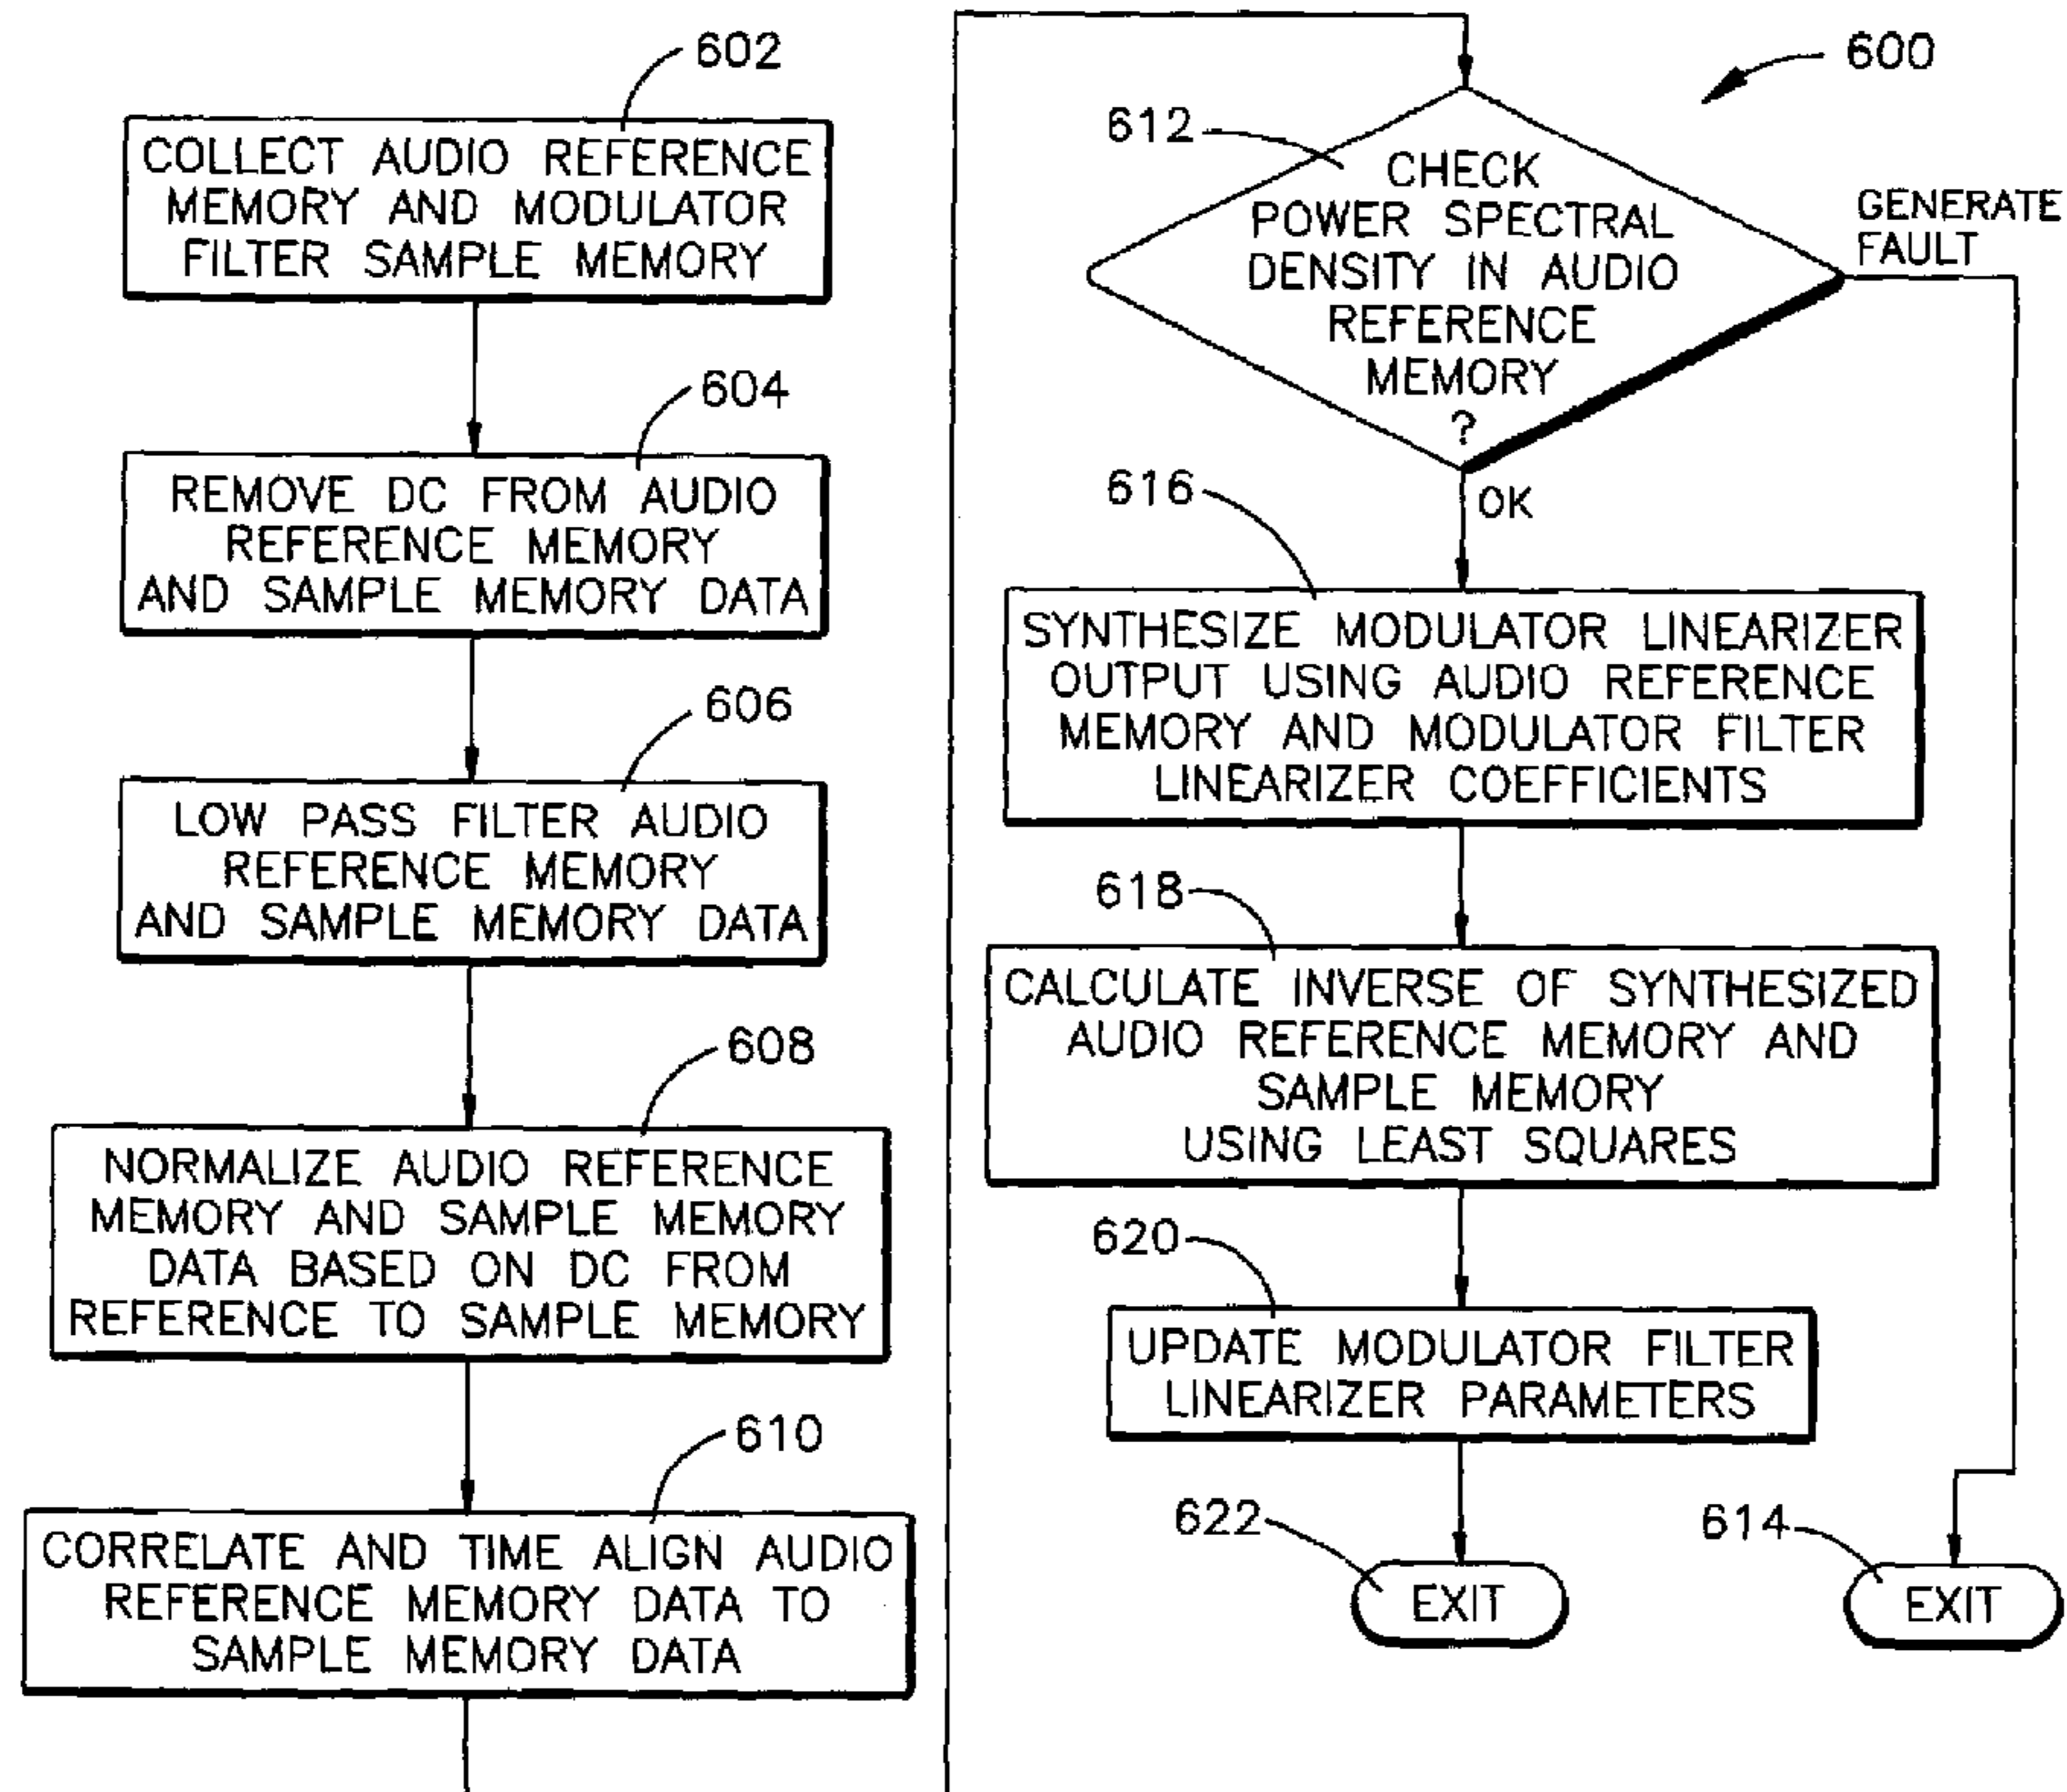 602
COLLECT AUDIO REFERENCE
MEMORY AND MODULATOR
FILTER SAMPLE MEMORY
604
REMOVE DC FROM AUDIO
REFERENCE MEMORY
AND SAMPLE MEMORY DATA
606
LOW PASS FILTER AUDIO
REFERENCE MEMORY
AND SAMPLE MEMORY DATA
608
NORMALIZE AUDIO REFERENCE
MEMORY AND SAMPLE MEMORY
DATA BASED ON DC FROM
REFERENCE TO SAMPLE MEMORY
610
CORRELATE AND TIME ALIGN AUDIO
REFERENCE MEMORY DATA TO
SAMPLE MEMORY DATA
600
612
CHECK
POWER SPECTRAL
DENSITY IN AUDIO
REFERENCE
MEMORY
?
GENERATE
FAULT
OK
616
SYNTHESIZE MODULATOR LINEARIZER
OUTPUT USING AUDIO REFERENCE
MEMORY AND MODULATOR FILTER
LINEARIZER COEFFICIENTS
618
CALCULATE INVERSE OF SYNTHESIZED
AUDIO REFERENCE MEMORY AND
SAMPLE MEMORY
USING LEAST SQUARES
620
UPDATE MODULATOR FILTER
LINEARIZER PARAMETERS
622
EXIT
614
EXIT